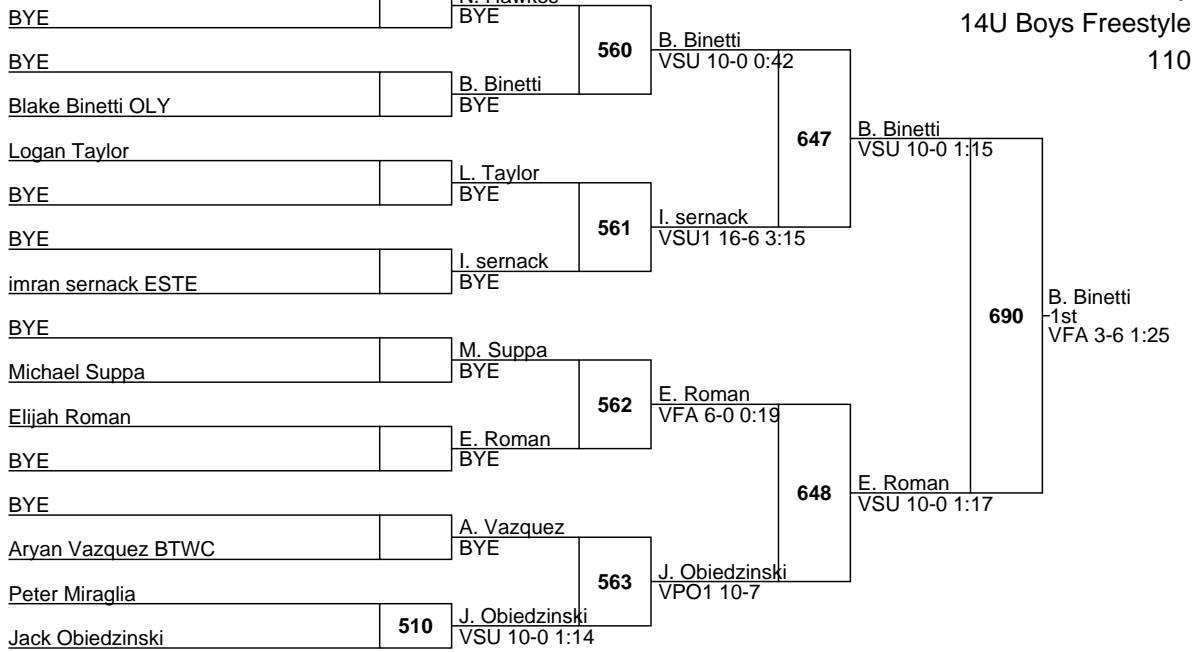 BYE
BYE
Blake Binetti OLY
Logan Taylor
BYE
BYE
imran sernack ESTE
BYE
Michael Suppa
Elijah Roman
BYE
BYE
Aryan Vazquez BTWC
Peter Miraglia
Jack Obiedzinski
510
BYE
B. Binetti
BYE
L. Taylor
BYE
I. sernack
BYE
M. Suppa
BYE
E. Roman
BYE
A. Vazquez
BYE
J. Obiedzinski
VSU 10-0 1:14
560
561
562
563
B. Binetti
VSU 10-0 0:42
I. sernack
VSU1 16-6 3:15
E. Roman
VFA 6-0 0:19
J. Obiedzinski
VPO1 10-7
647
648
B. Binetti
VSU 10-0 1:15
E. Roman
VSU 10-0 1:17
690
B. Binetti
1st
VFA 3-6 1:25
14U Boys Freestyle
110